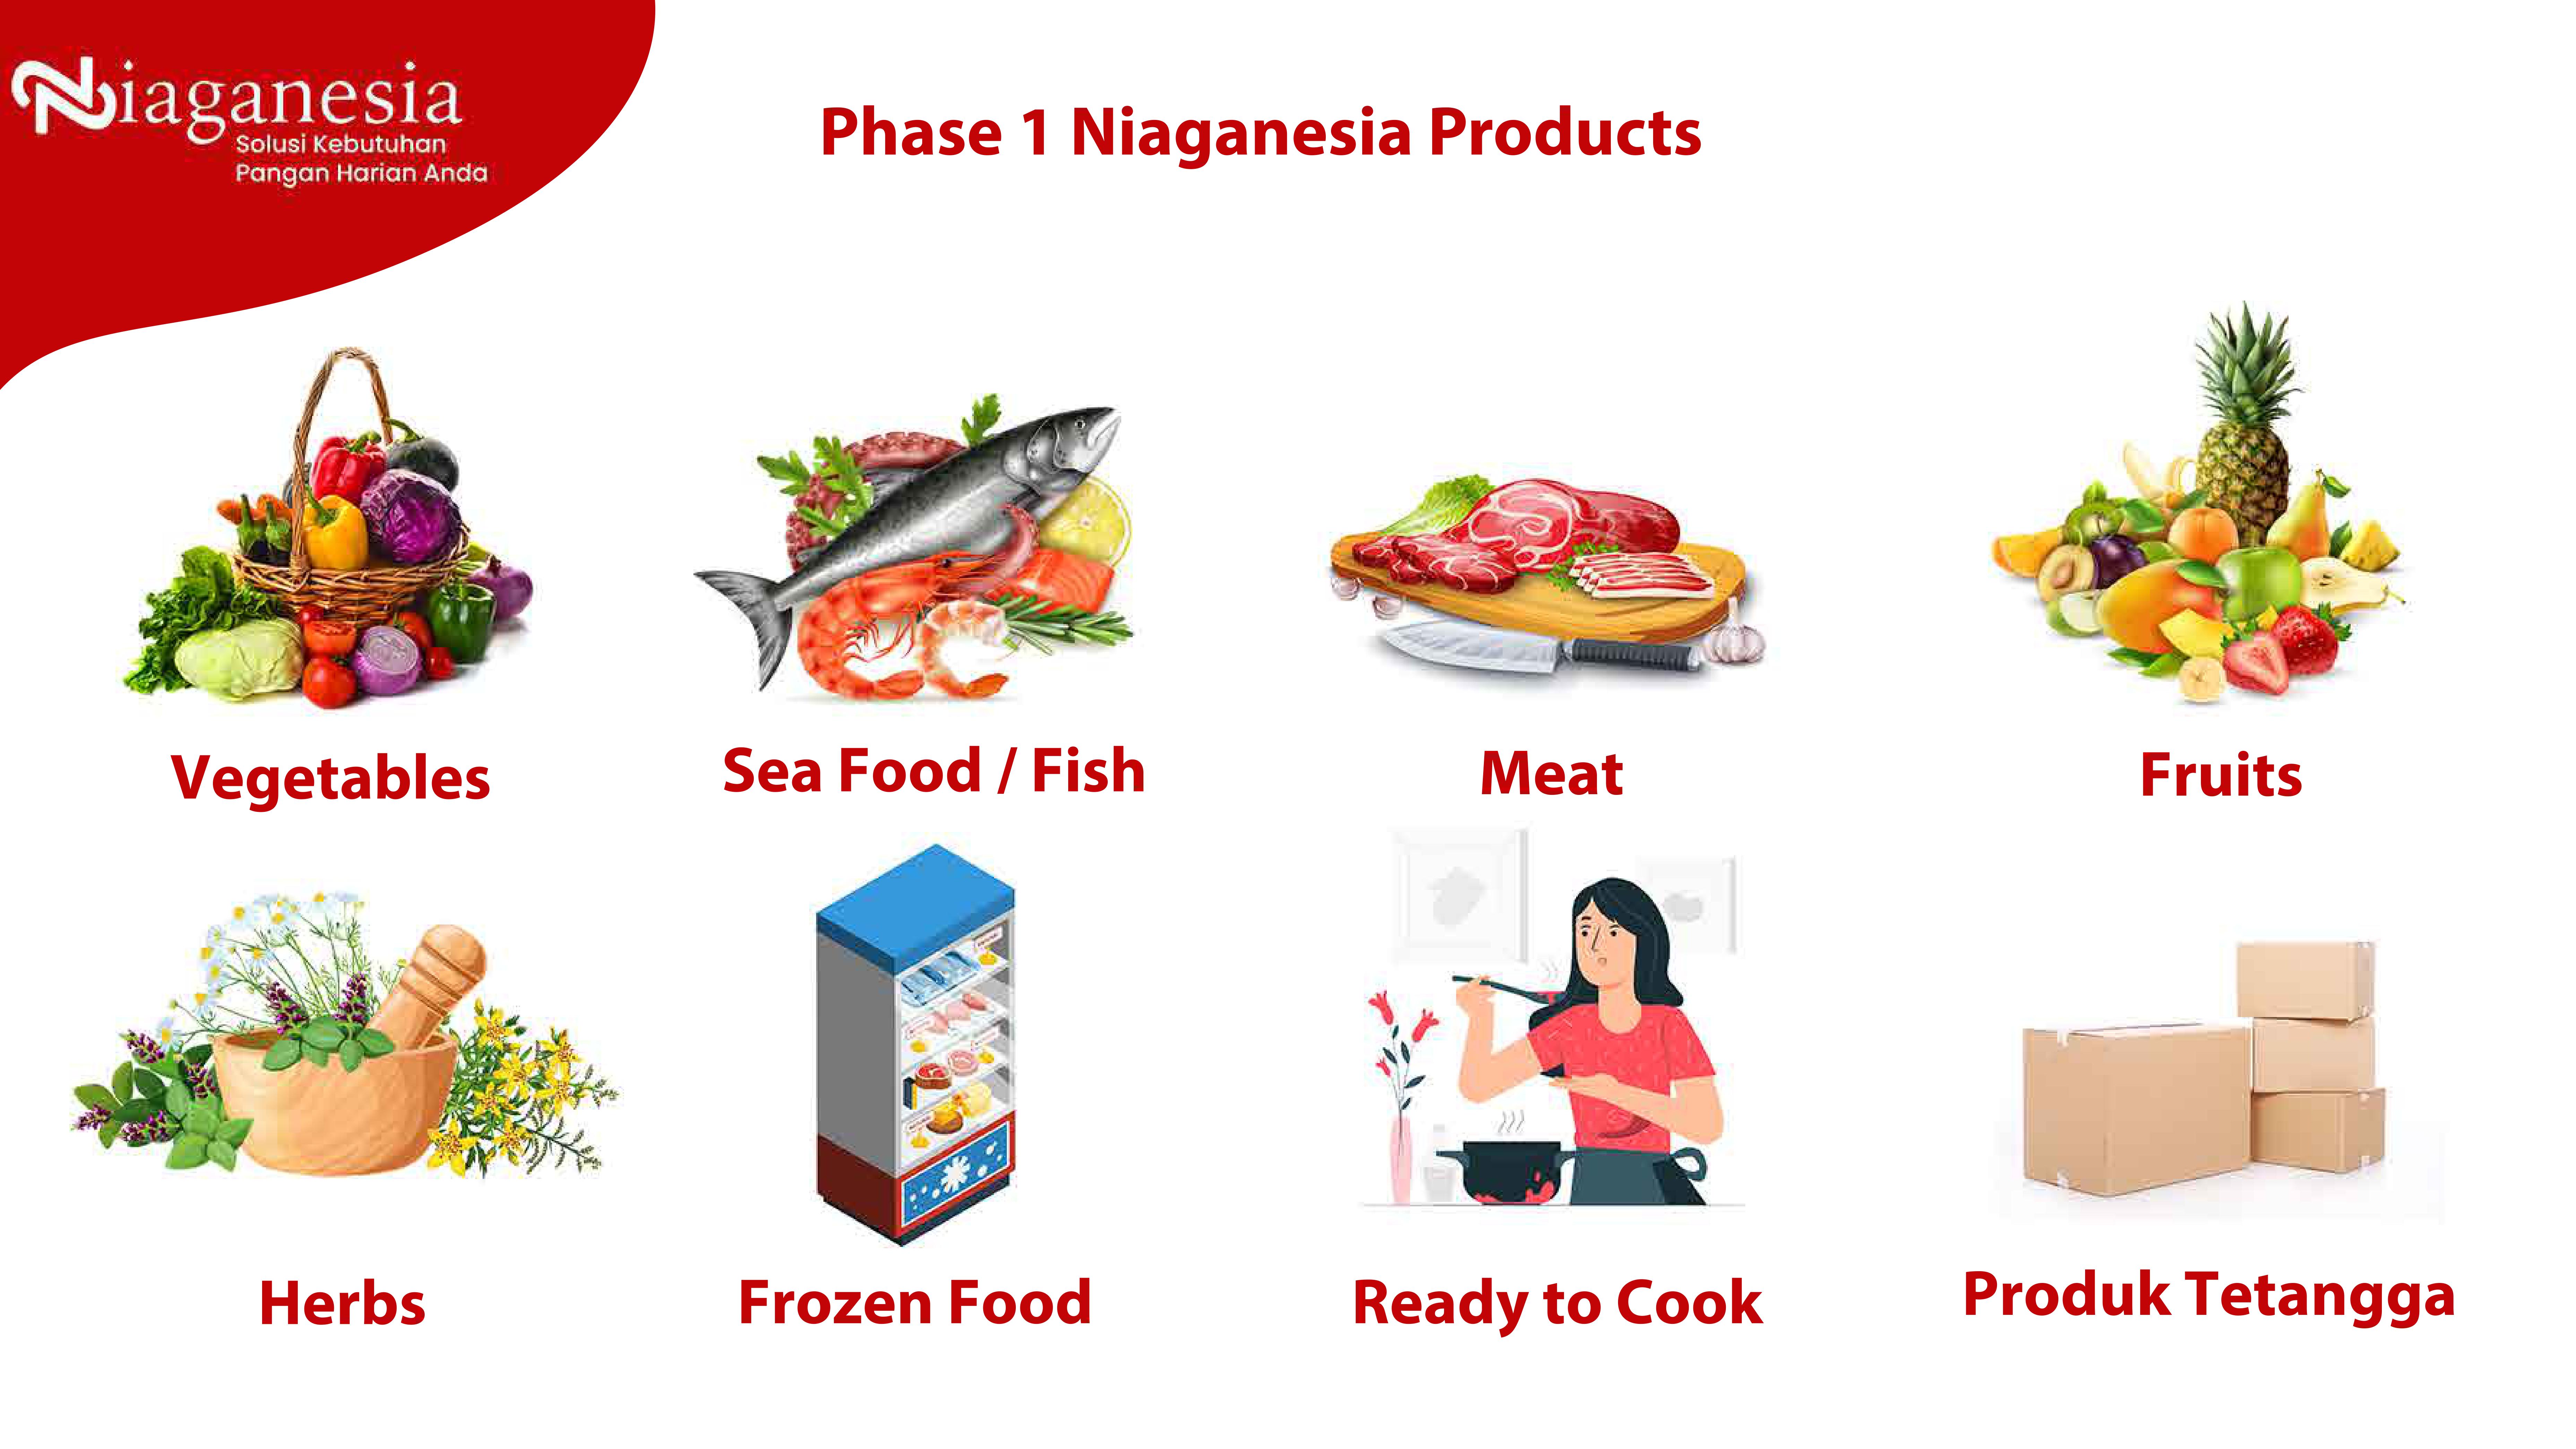 Niaganesia
Solusi Kebutuhan
Pangan Harian Anda
Phase 1 Niaganesia Products
Vegetables
Sea Food / Fish
Meat
Fruits
Herbs
Frozen Food
Ready to Cook
Produk Tetangga